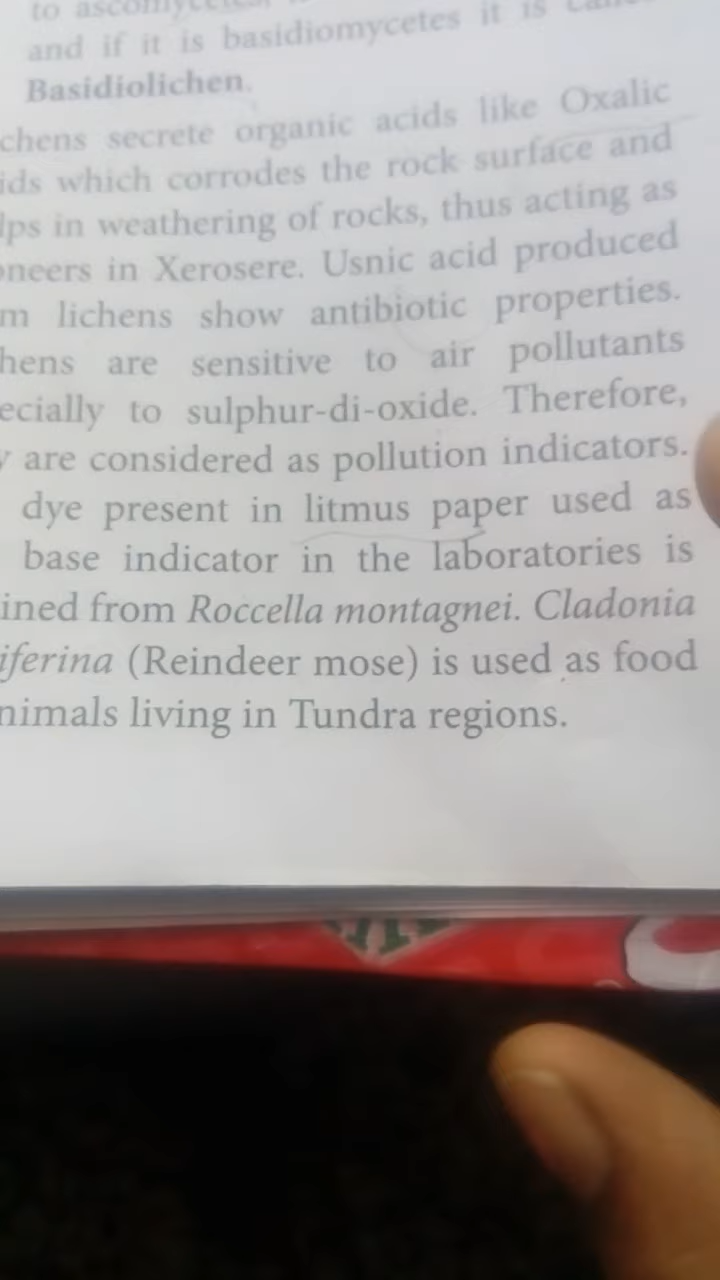 to ascomycetes,
and if it is basidiomycetes it is
Basidiolichen.
chens secrete organic acids like Oxalic
ids which corrodes the rock surface and
lps in weathering of rocks, thus acting as
oneers in Xerosere. Usnic acid produced
m lichens show antibiotic properties.
hens are sensitive to air pollutants
ecially to sulphur-di-oxide. Therefore,
y are considered as pollution indicators.
dye present in litmus paper used as
base indicator in the laboratories is
ined from Roccella montagnei. Cladonia
iferina (Reindeer mose) is used as food
nimals living in Tundra regions.